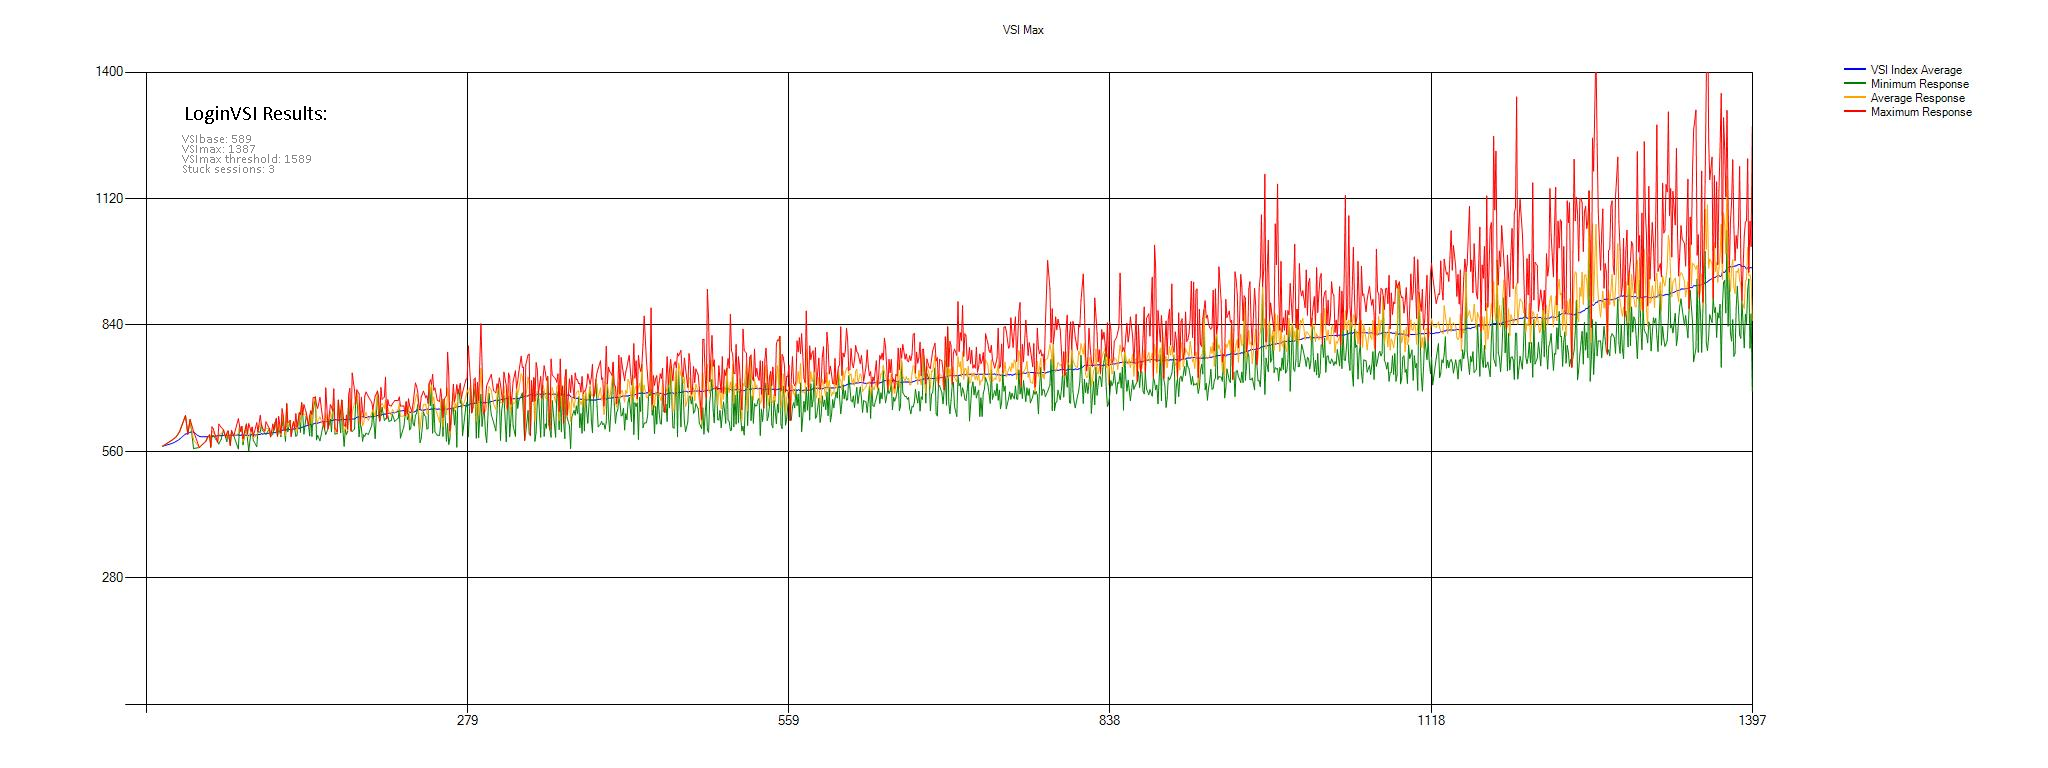 VSI Max
1400
1120
840
560
280
279
559
838
1118
1397
LoginVSI Results:
VSIbase: 589
VSImax: 1387
VSImax threshold: 1589
Stuck sessions: 3
VSI Index Average
Minimum Response
Average Response
Maximum Response